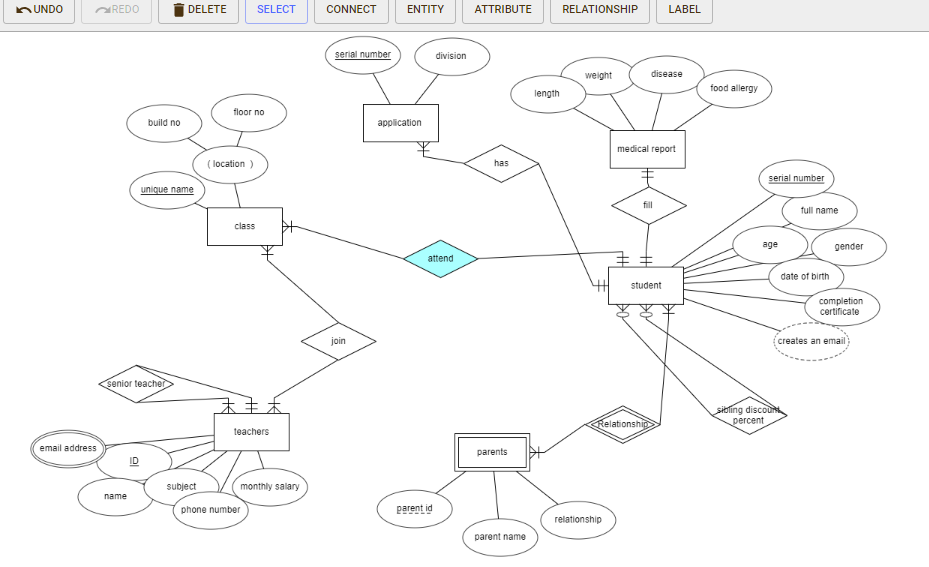 UNDO
REDO
DELETE
SELECT
CONNECT
ENTITY
ATTRIBUTE
RELATIONSHIP
LABEL
serial number
division
application
length
weight
disease
food allergy
medical report
build no
floor no
( location )
unique name
class
has
fill
attend
join
serial number
full name
age
gender
date of birth
completion
certificate
creates an email
student
senior teacher
teachers
email address
ID
name
subject
phone number
monthly salary
Relationship
sibling discount
percent
parents
parent id
parent name
relationship